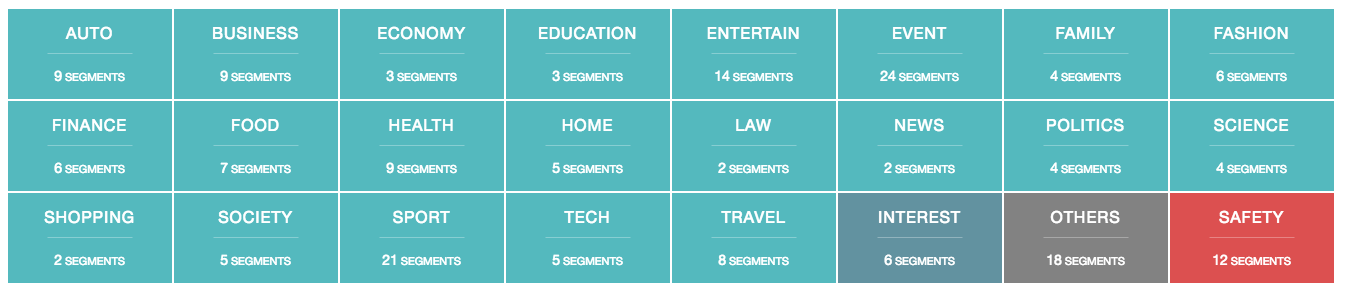 AUTO BUSINESS ECONOMY EDUCATION ENTERTAIN EVENT FAMILY FASHION
9 SEGMENTS 9 SEGMENTS 3 SEGMENTS 3 SEGMENTS 14 SEGMENTS 24 SEGMENTS 4 SEGMENTS 6 SEGMENTS
FINANCE FOOD HEALTH HOME LAW NEWS POLITICS SCIENCE
6 SEGMENTS 7 SEGMENTS 9 SEGMENTS 5 SEGMENTS 2 SEGMENTS 2 SEGMENTS 4 SEGMENTS 4 SEGMENTS
SHOPPING SOCIETY SPORT TECH TRAVEL INTEREST OTHERS SAFETY
2 SEGMENTS 5 SEGMENTS 21 SEGMENTS 5 SEGMENTS 8 SEGMENTS 6 SEGMENTS 18 SEGMENTS 12 SEGMENTS